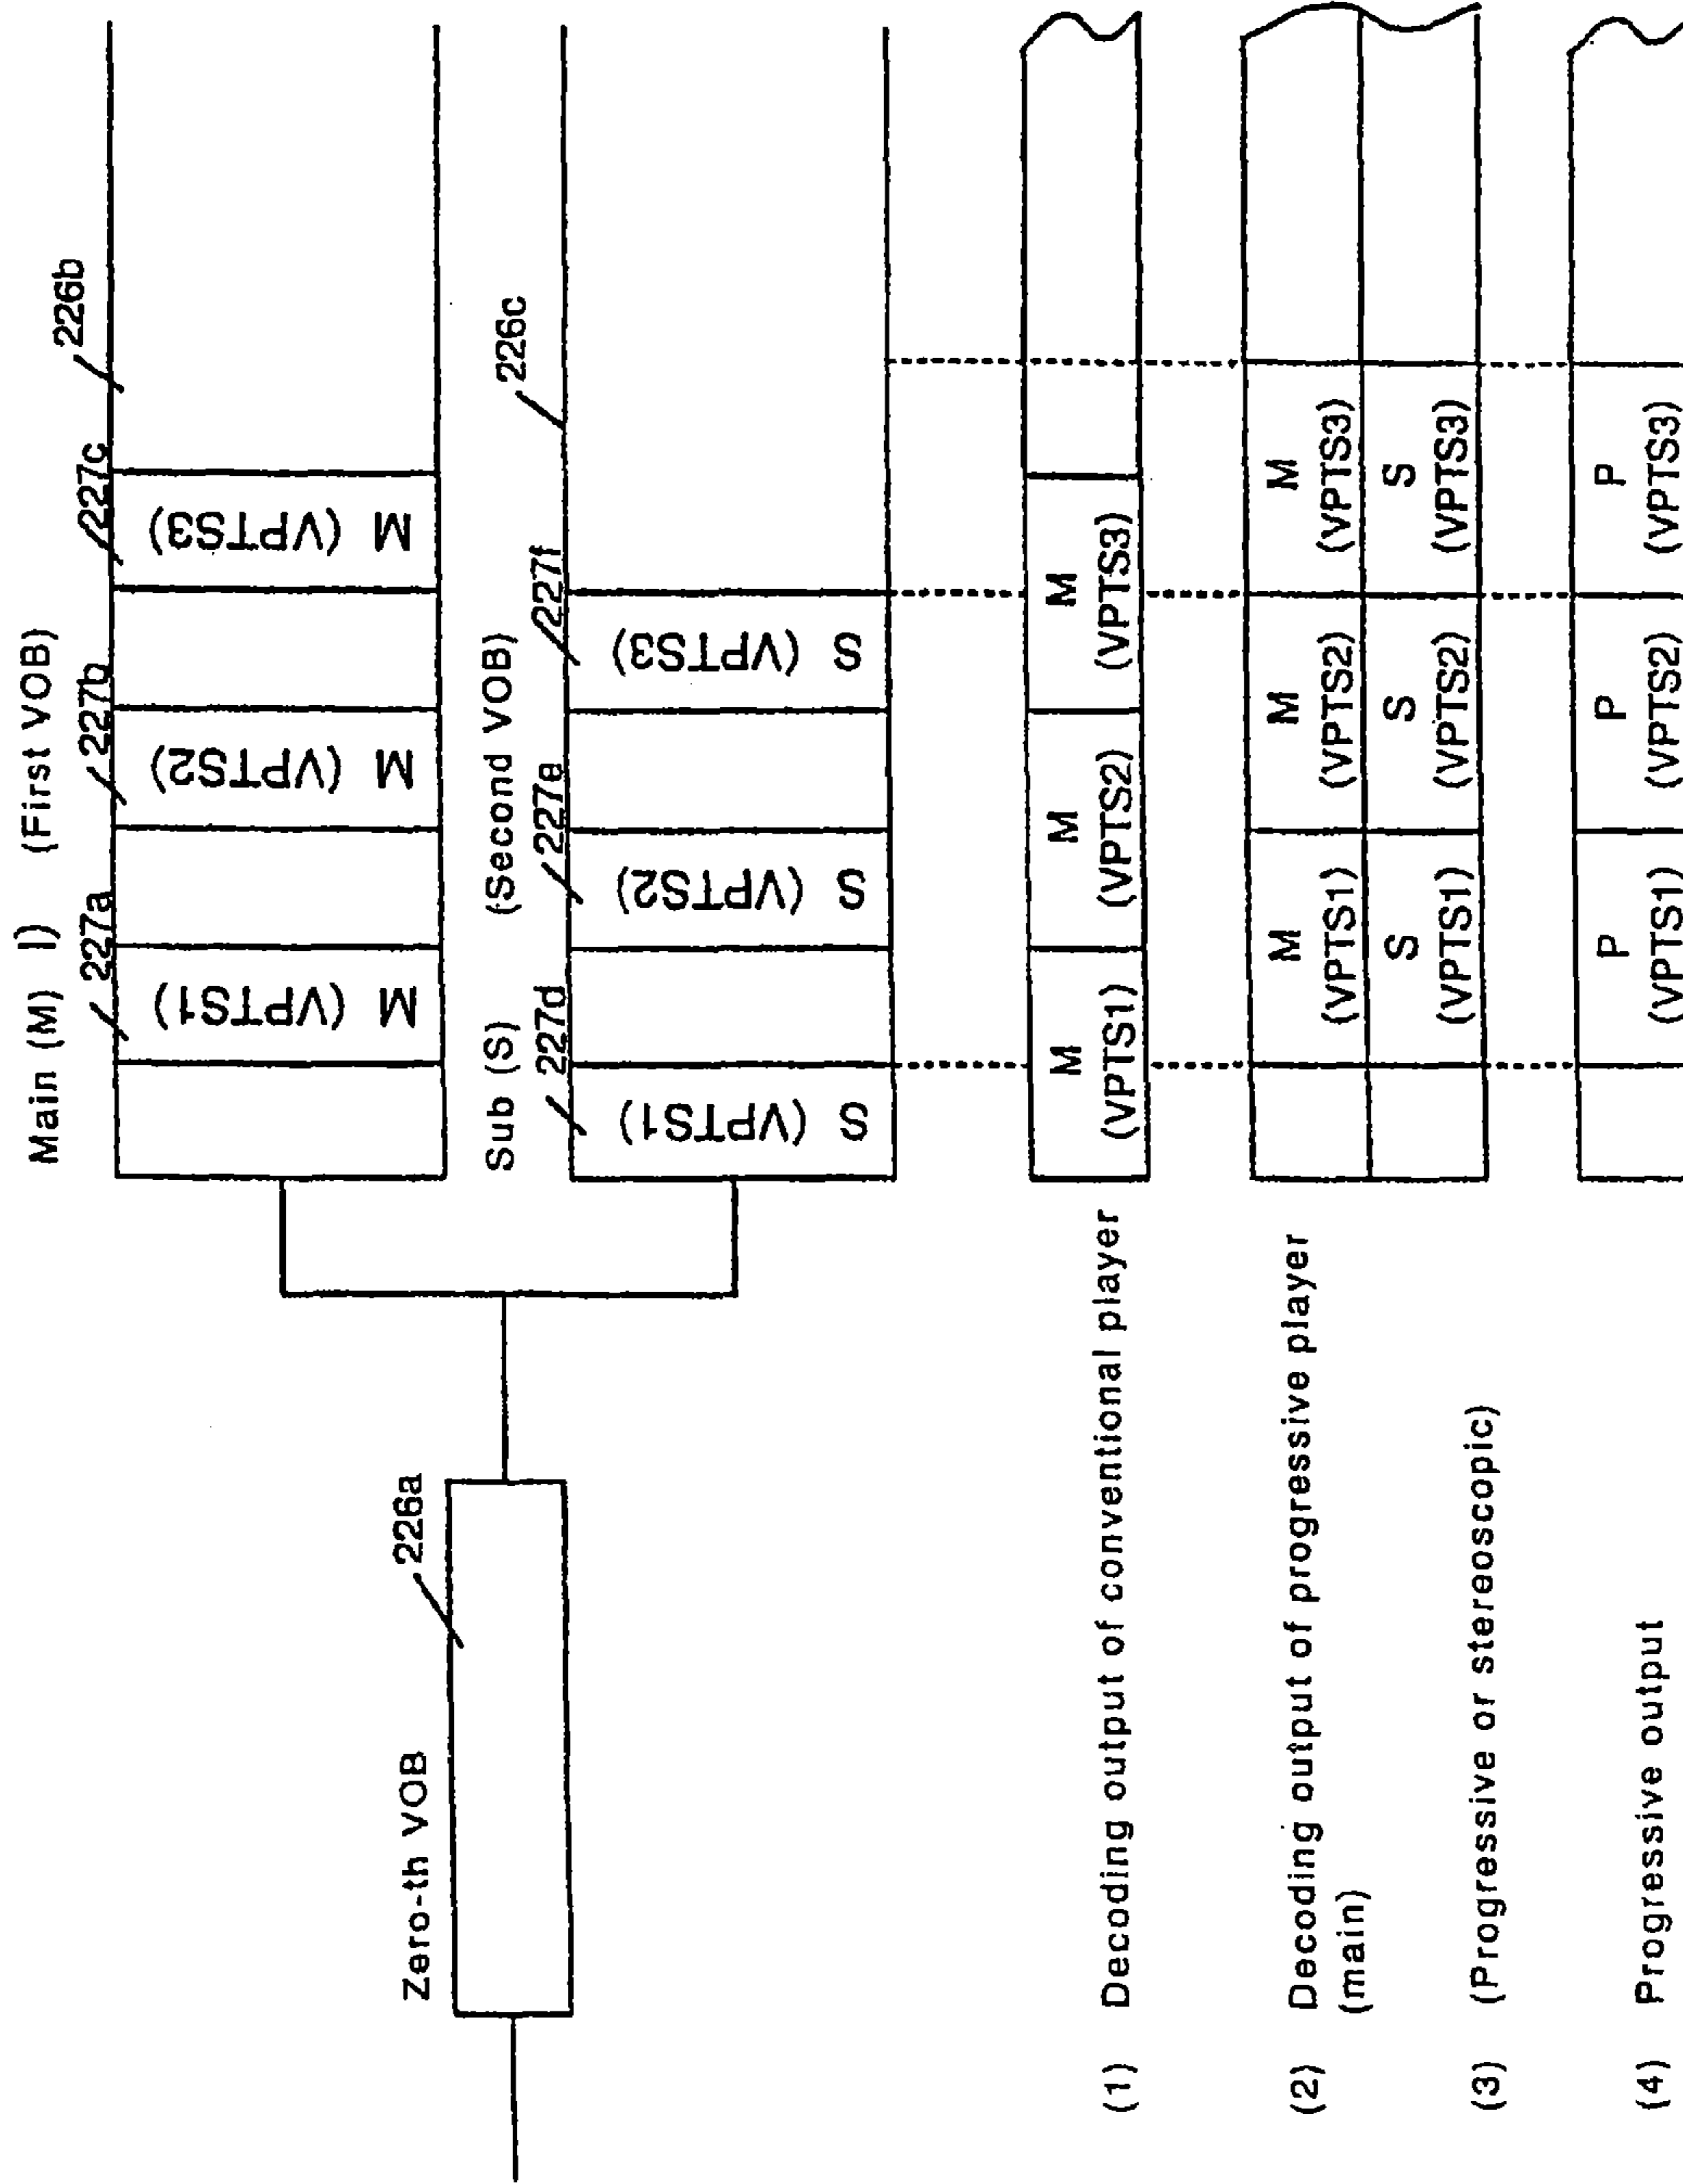 Main (M) I) (First VOB)
227a 227b 227c 226b
M (VPTS1) M (VPTS2) M (VPTS3)
Zero-th VOB 226a
Sub (S) (Second VOB)
227d 227e 227f 226c
S (VPTS1) S (VPTS2) S (VPTS3)
(1) Decoding output of conventional player
M M M
(VPTS1) (VPTS2) (VPTS3)
(2) Decoding output of progressive player
(main)
M M M
(VPTS1) (VPTS2) (VPTS3)
(3) (Progressive or stereoscopic)
S S S
(VPTS1) (VPTS2) (VPTS3)
(4) Progressive output
P P P
(VPTS1) (VPTS2) (VPTS3)